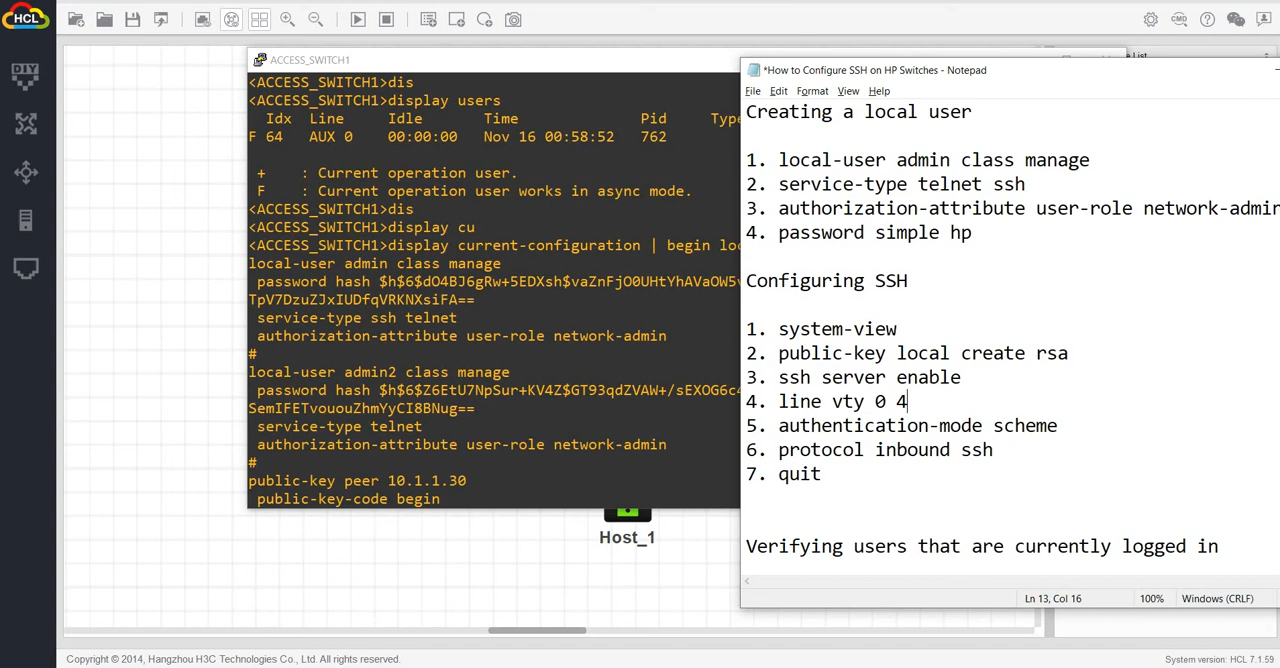 HCL
DIY
CMD
ACCESS_SWITCH1
<ACCESS_SWITCH1>dis
<ACCESS_SWITCH1>display users
Idx Line Idle Time Pid Type
F 64 AUX 0 00:00:00 Nov 16 00:58:52 762
+ : Current operation user.
F : Current operation user works in async mode.
<ACCESS_SWITCH1>dis
<ACCESS_SWITCH1>display cu
<ACCESS_SWITCH1>display current-configuration | begin loc
local-user admin class manage
password hash $h$6$dO4BJ6gRw+5EDXsh$vaZnFjO0UHtYhAVaOW5v
TpV7DzuZJxIUDfqVRKNXsiFA==
service-type ssh telnet
authorization-attribute user-role network-admin
#
local-user admin2 class manage
password hash $h$6$Z6EtU7NpSur+KV4Z$GT93qdZVAW+/sEXOG6c4
SemIFETvououZhmYyCI8BNug==
service-type telnet
authorization-attribute user-role network-admin
#
public-key peer 10.1.1.30
public-key-code begin
Host_1
*How to Configure SSH on HP Switches - Notepad
File Edit Format View Help
Creating a local user
1. local-user admin class manage
2. service-type telnet ssh
3. authorization-attribute user-role network-admin
4. password simple hp
Configuring SSH
1. system-view
2. public-key local create rsa
3. ssh server enable
4. line vty 0 4
5. authentication-mode scheme
6. protocol inbound ssh
7. quit
Verifying users that are currently logged in
Ln 13, Col 16 100% Windows (CRLF)
Copyright © 2014, Hangzhou H3C Technologies Co., Ltd. All rights reserved.
System version: HCL 7.1.59